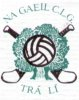 NA GAEIL C.L.G.
TRÁ LÍ